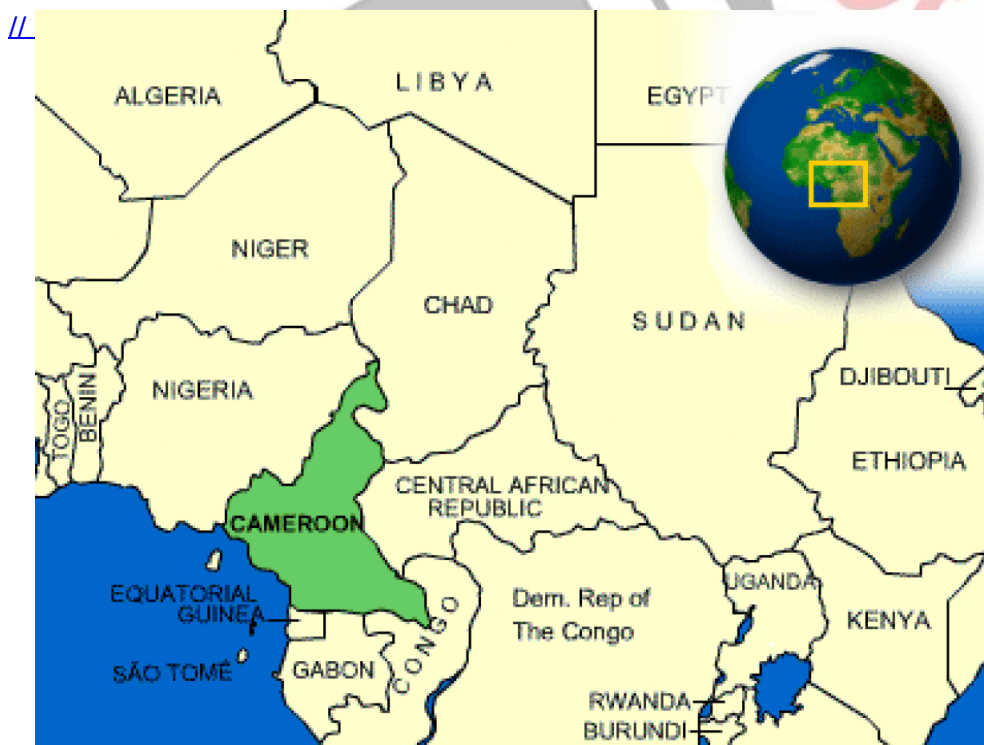 //
ALGERIA
LIBYA
EGYPT
NIGER
CHAD
SUDAN
NIGERIA
DJIBOUTI
TOGO
BENIN
ETHIOPIA
CENTRAL AFRICAN
REPUBLIC
CAMEROON
UGANDA
EQUATORIAL
GUINEA
Dem. Rep of
The Congo
KENYA
CONGO
SÃO TOMÉ
GABON
RWANDA
BURUNDI